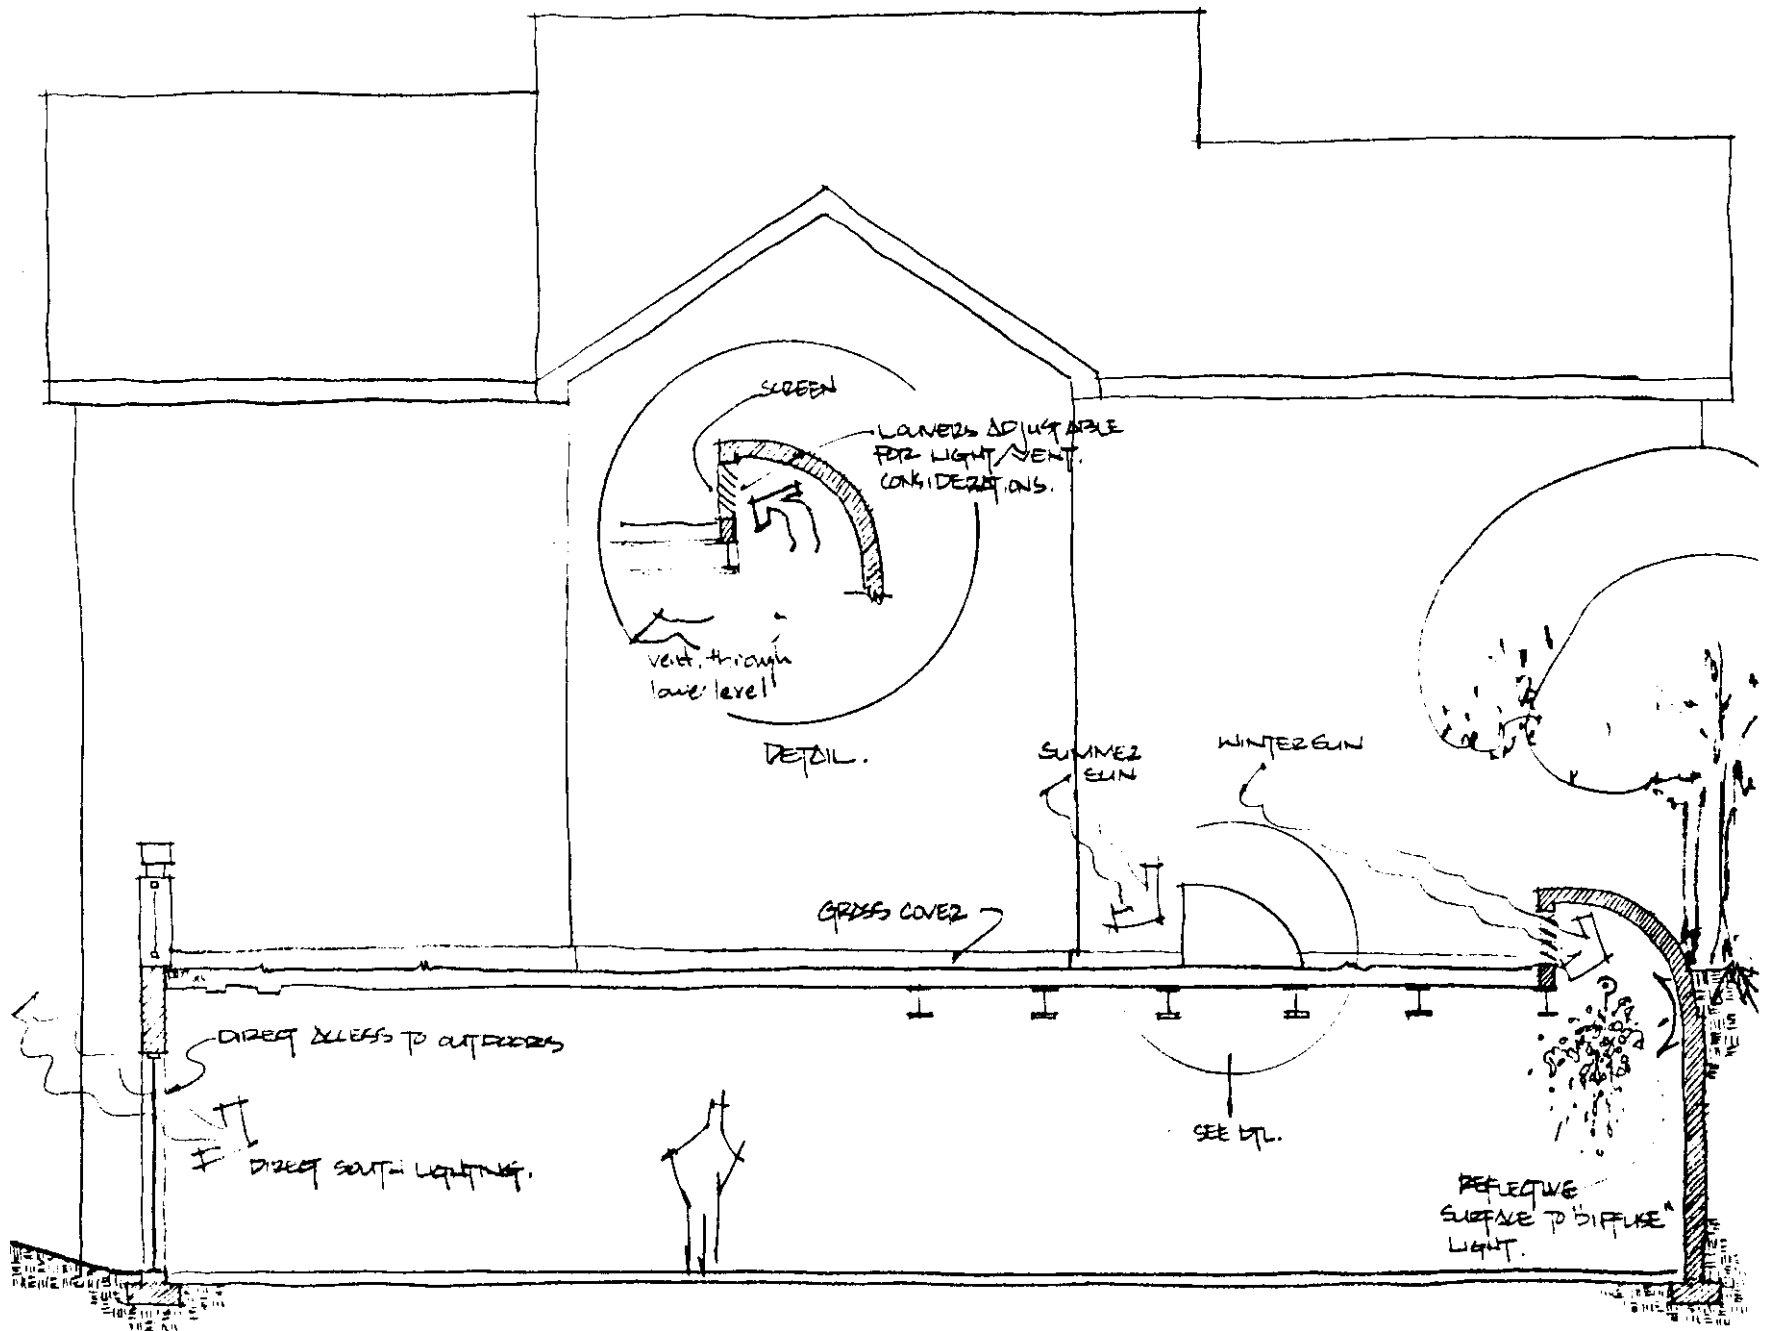 SCREEN
LOUVERS ADJUSTABLE
FOR LIGHT/VENT.
CONSIDERATIONS.
vent. through
lower level
DETAIL.
SUMMER
SUN
WINTER SUN
GRASS COVER
DIRECT ACCESS TO OUTDOORS
DIRECT SOUTH LIGHTING.
SEE DTL.
REFLECTIVE
SURFACE TO "DIFFUSE"
LIGHT.